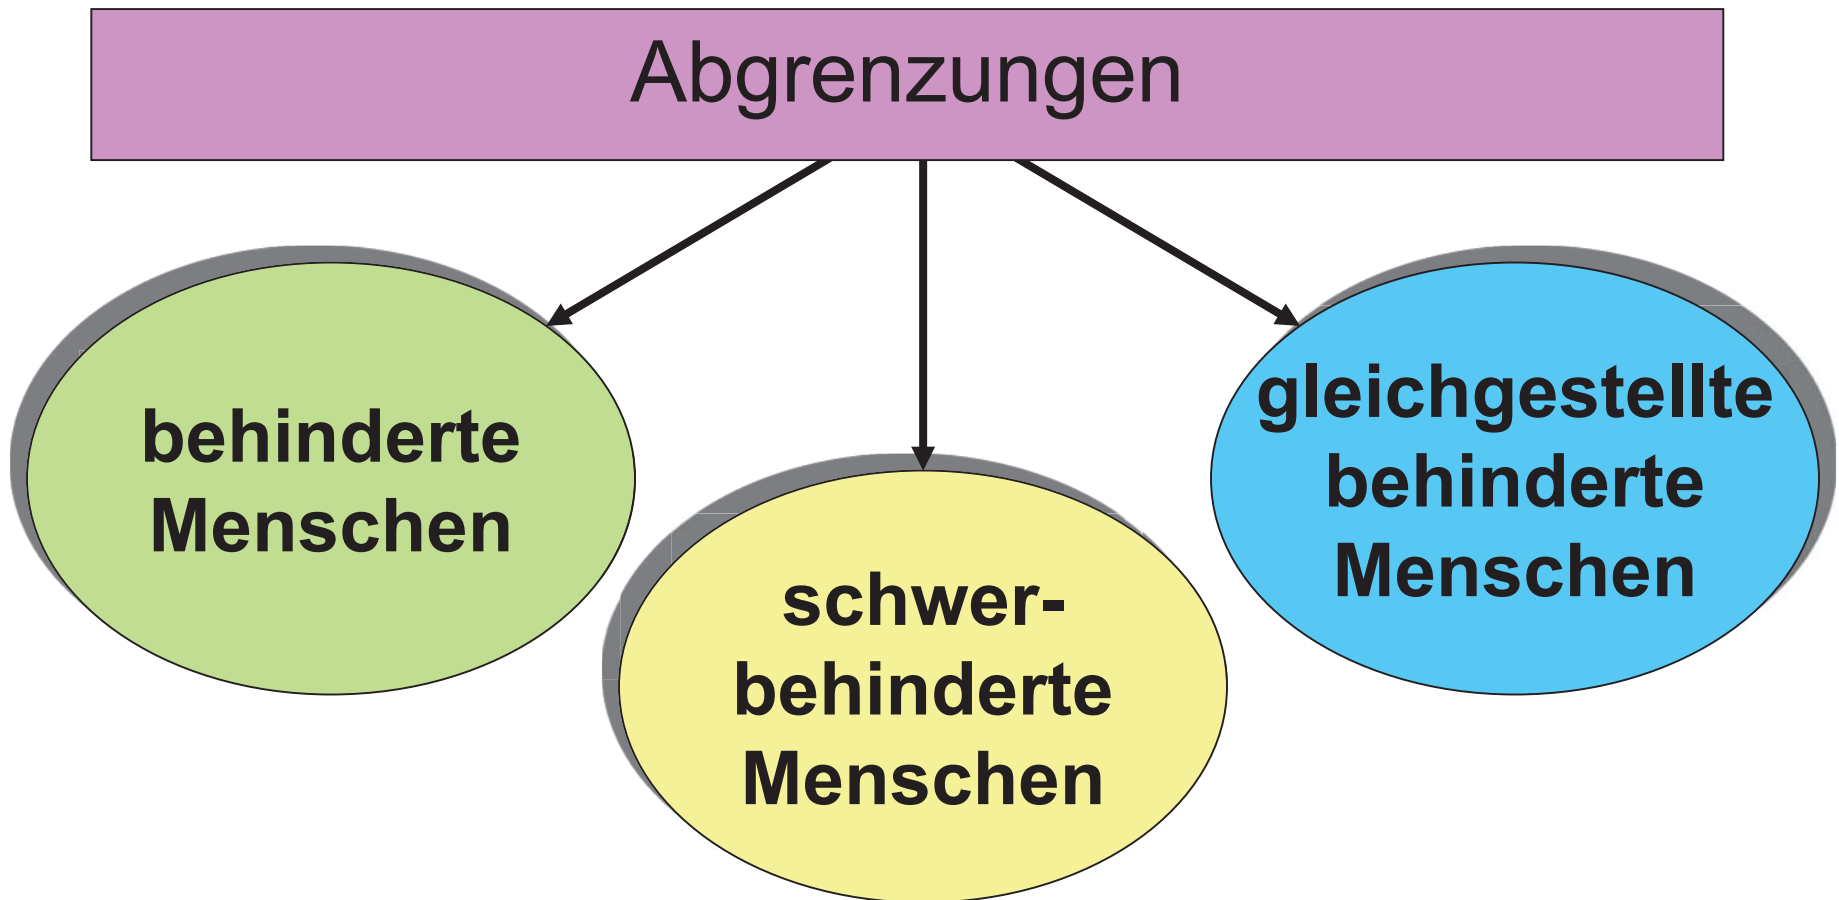 Abgrenzungen
behinderte
Menschen
schwer-
behinderte
Menschen
gleichgestellte
behinderte
Menschen